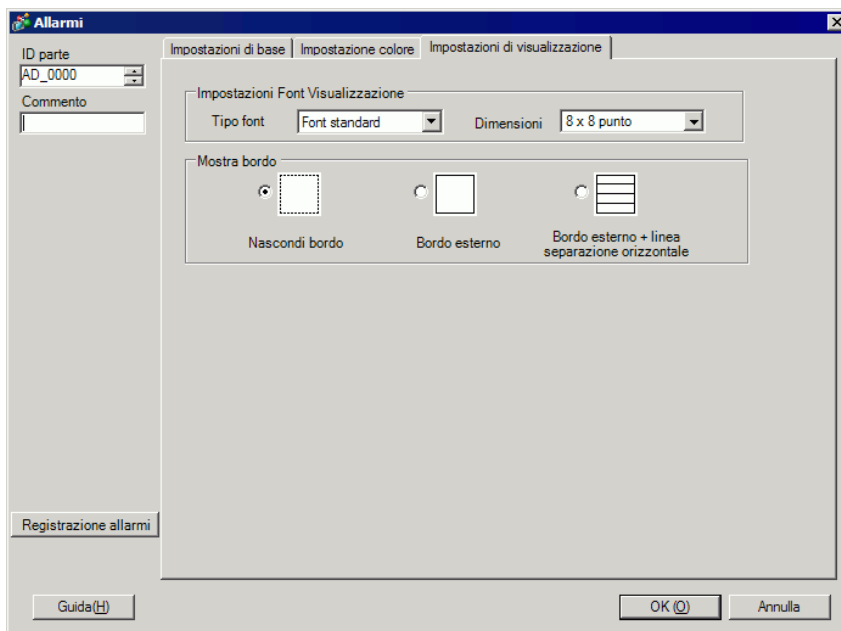 Allarmi
ID parte
AD_0000
Commento
Impostazioni di base
Impostazione colore
Impostazioni di visualizzazione
Impostazioni Font Visualizzazione
Tipo font
Font standard
Dimensioni
8 x 8 punto
Mostra bordo
Nascondi bordo
Bordo esterno
Bordo esterno + linea
separazione orizzontale
Registrazione allarmi
Guida(H)
OK (O)
Annulla